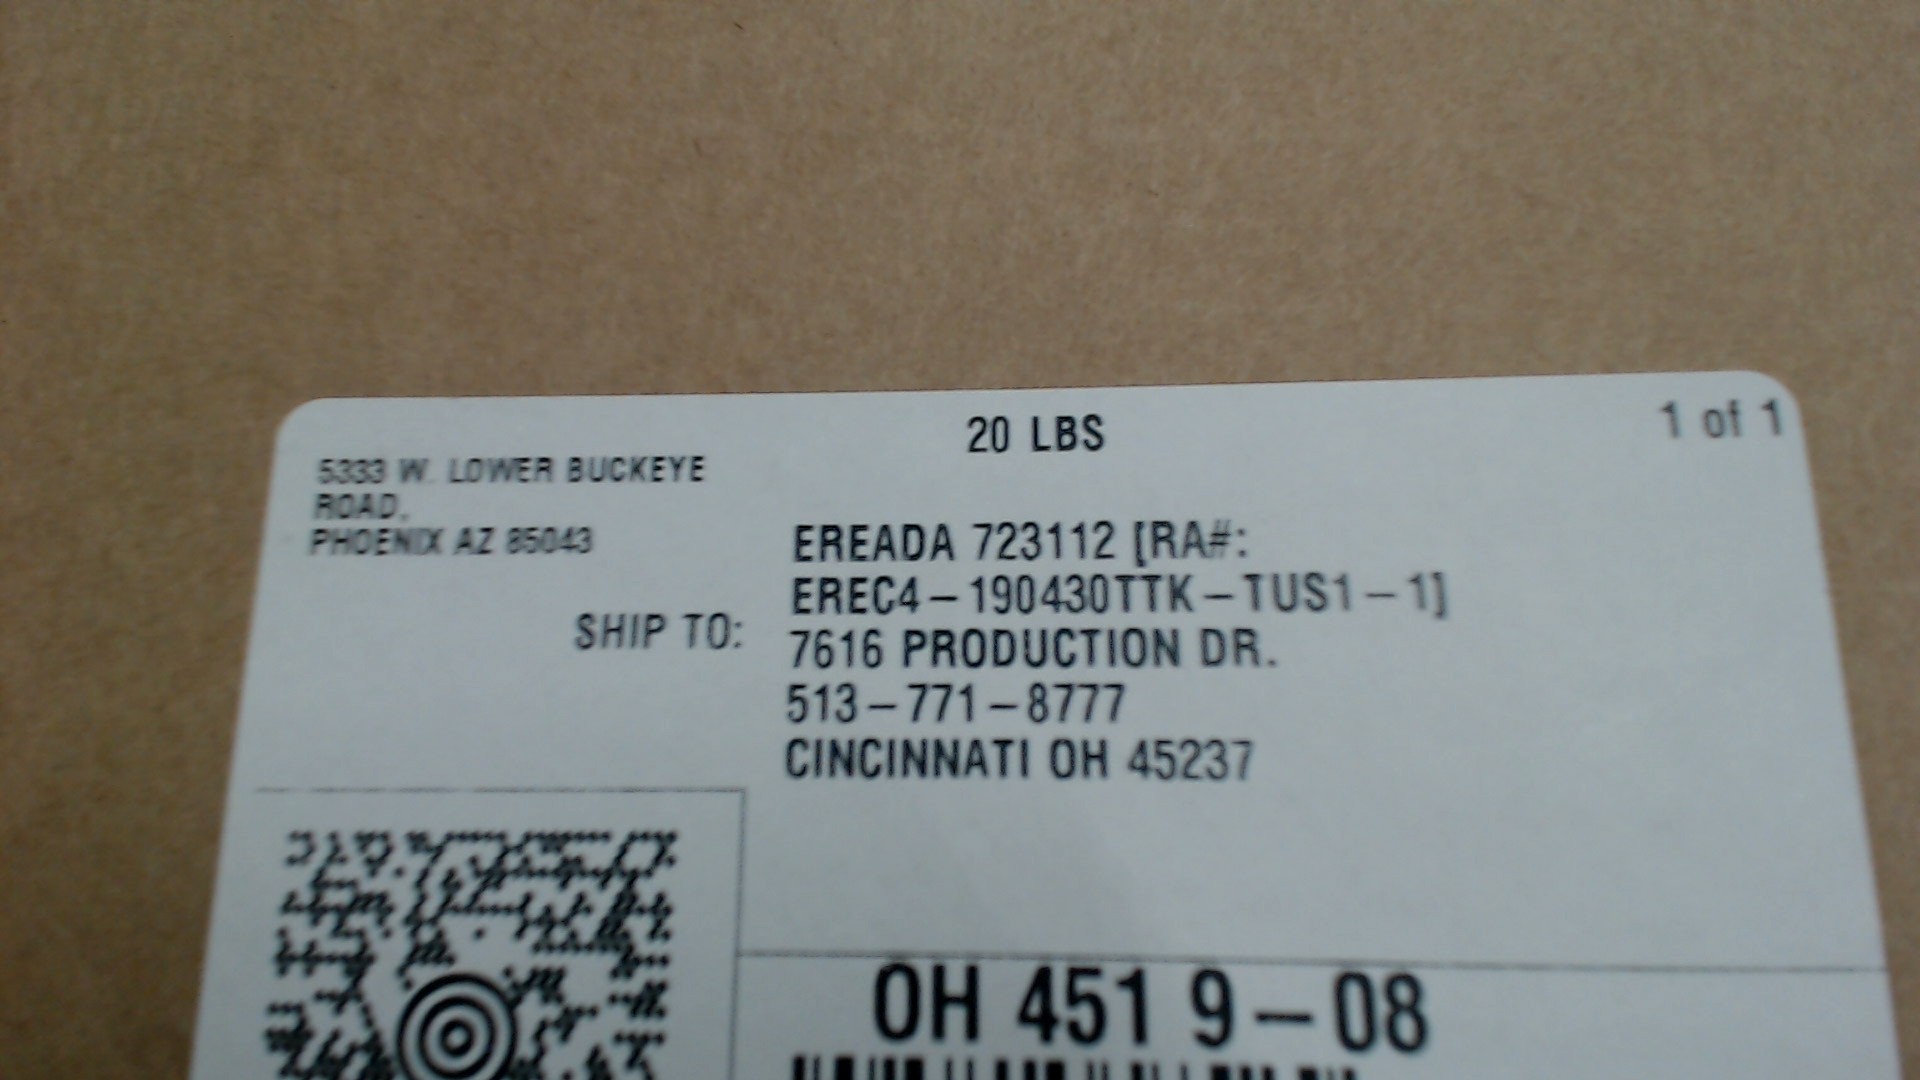 20 LBS
1 of 1
5333 W. LOWER BUCKEYE
ROAD.
PHOENIX AZ 85043
SHIP TO:
EREADA 723112 [RA#:
EREC4-190430TTK-TUS1-1]
7616 PRODUCTION DR.
513-771-8777
CINCINNATI OH 45237
OH 451 9-08